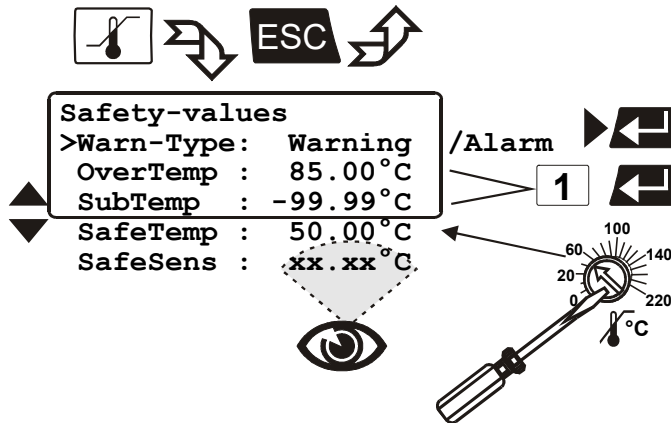 ESC
Safety-values
>Warn-Type: Warning /Alarm
OverTemp : 85.00°C
SubTemp : -99.99°C
1
SafeTemp : 50.00°C
SafeSens : xx.xx°C
100
60 140
20
0 220
°C